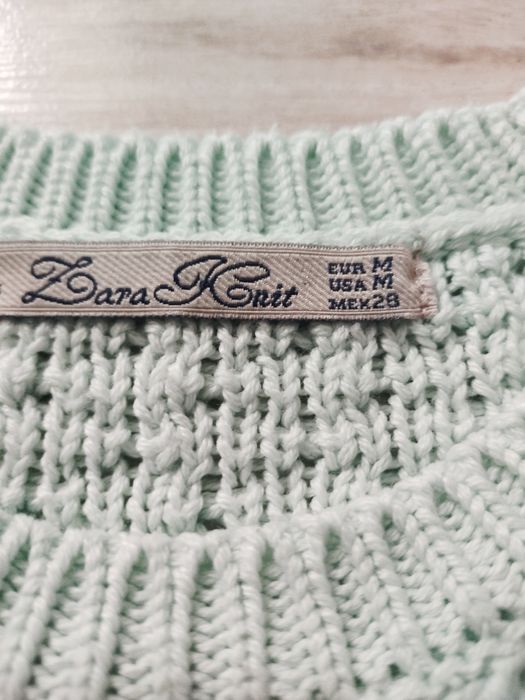 Zara Knit
EUR M
USA M
MEX 28